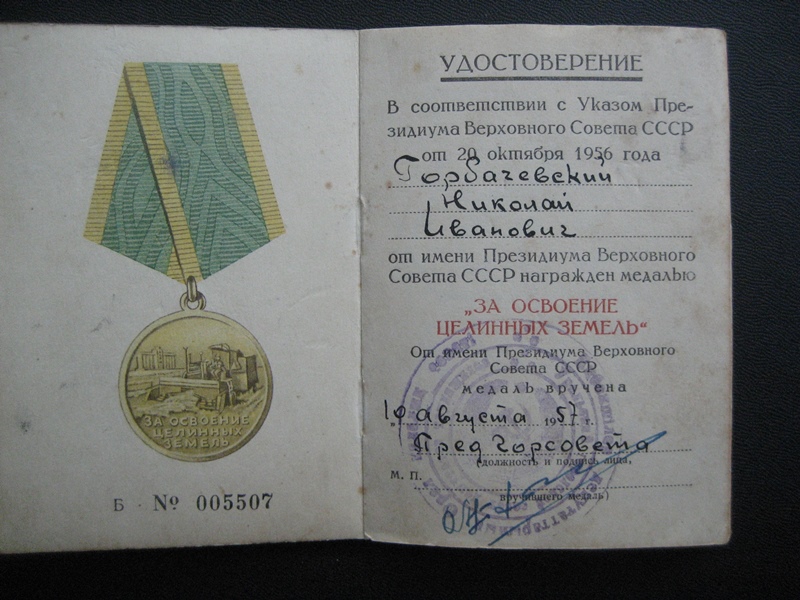 ЗА ОСВОЕНИЕ
ЦЕЛИННЫХ
ЗЕМЕЛЬ
Б № 005507
УДОСТОВЕРЕНИЕ
В соответствии с Указом Пре-
зидиума Верховного Совета СССР
от 20 октября 1956 года
Горбачевский
Николай
Иванович
от имени Президиума Верховного
Совета СССР награжден медалью
„ЗА ОСВОЕНИЕ
ЦЕЛИННЫХ ЗЕМЕЛЬ“
От имени Президиума Верховного
Совета СССР
медаль вручена
августа 1957 г.
Пред Горсовета
(должность и подпись лица,
М. П.
вручившего медаль)